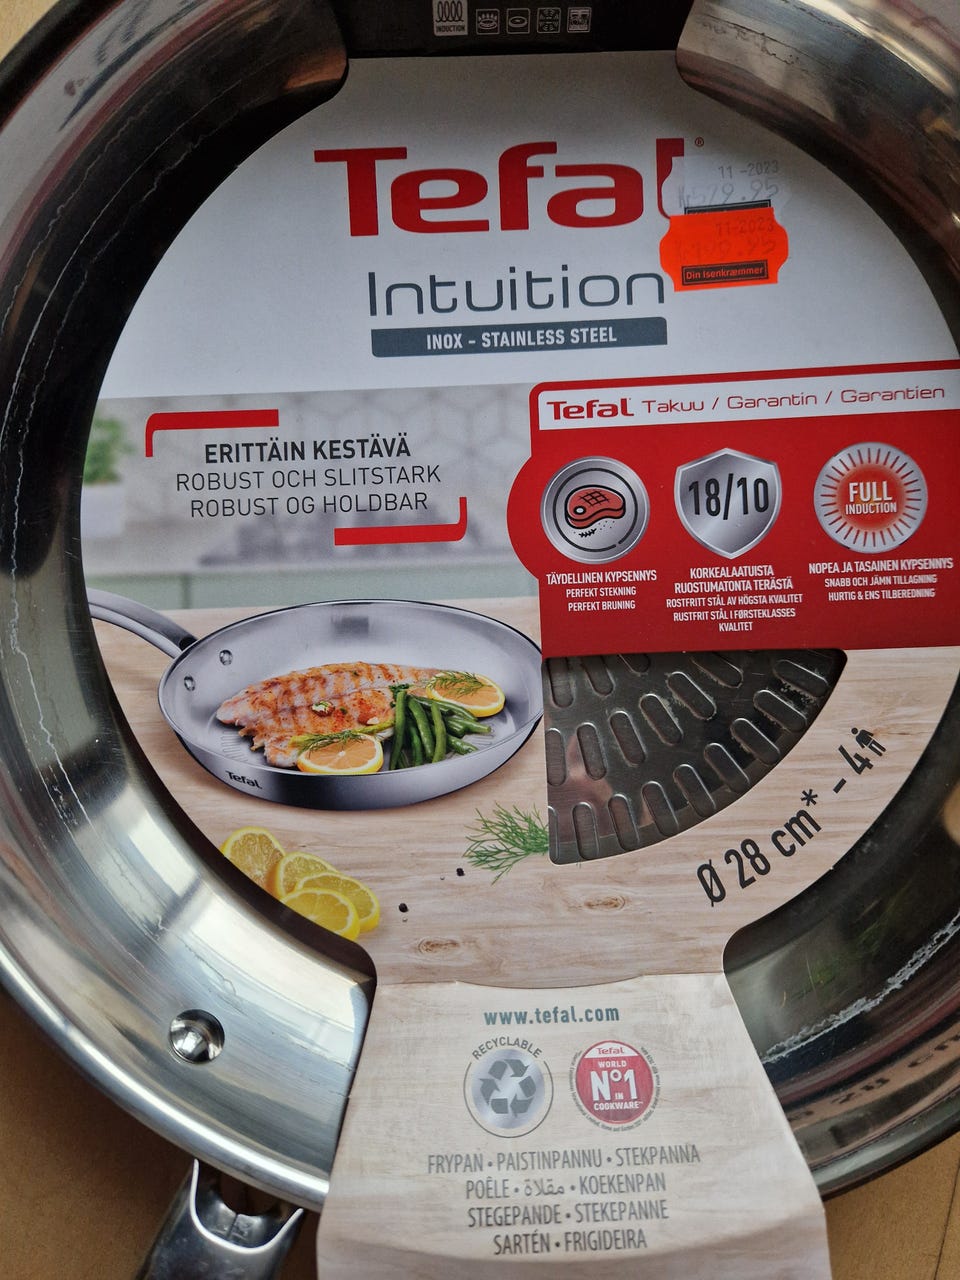 INDUCTION
Tefal®
11-2023
11-2023
Din Isenkræmmer
Intuition
INOX - STAINLESS STEEL
Tefal Takuu / Garantin / Garantien
ERITTÄIN KESTÄVÄ
ROBUST OCH SLITSTARK
ROBUST OG HOLDBAR
18/10
FULL
INDUCTION
TÄYDELLINEN KYPSENNYS
PERFEKT STEKNING
PERFEKT BRUNING
KORKEALAATUISTA
RUOSTUMATONTA TERÄSTÄ
ROSTFRITT STÅL AV HÖGSTA KVALITET
RUSTFRIT STÅL I FØRSTEKLASSES
KVALITET
NOPEA JA TASAINEN KYPSENNYS
SNABB OCH JÄMN TILLAGNING
HURTIG & ENS TILBEREDNING
Tefal
Ø 28 cm* - 4
www.tefal.com
RECYCLABLE
Tefal
WORLD
N°1
IN
COOKWARE
FRYPAN • PAISTINPANNU • STEKPANNA
POÊLE • مقلاة • KOEKENPAN
STEGEPANDE • STEKEPANNE
SARTÉN • FRIGIDEIRA